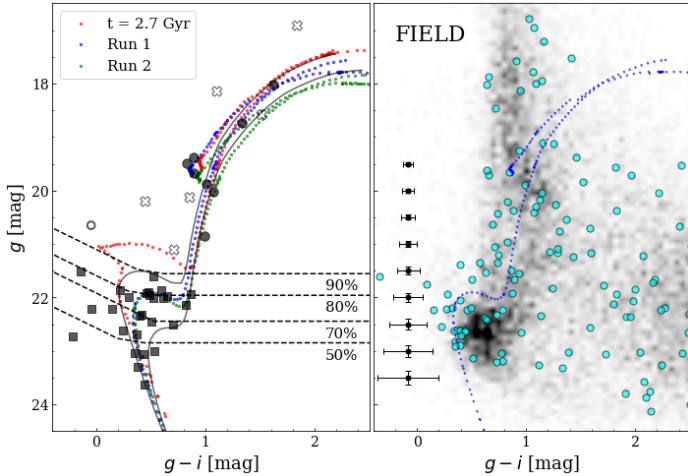 t = 2.7 Gyr
Run 1
Run 2
FIELD
18
20
22
24
g [mag]
90%
80%
70%
50%
0 1 2
0 1 2
g − i [mag]
g − i [mag]